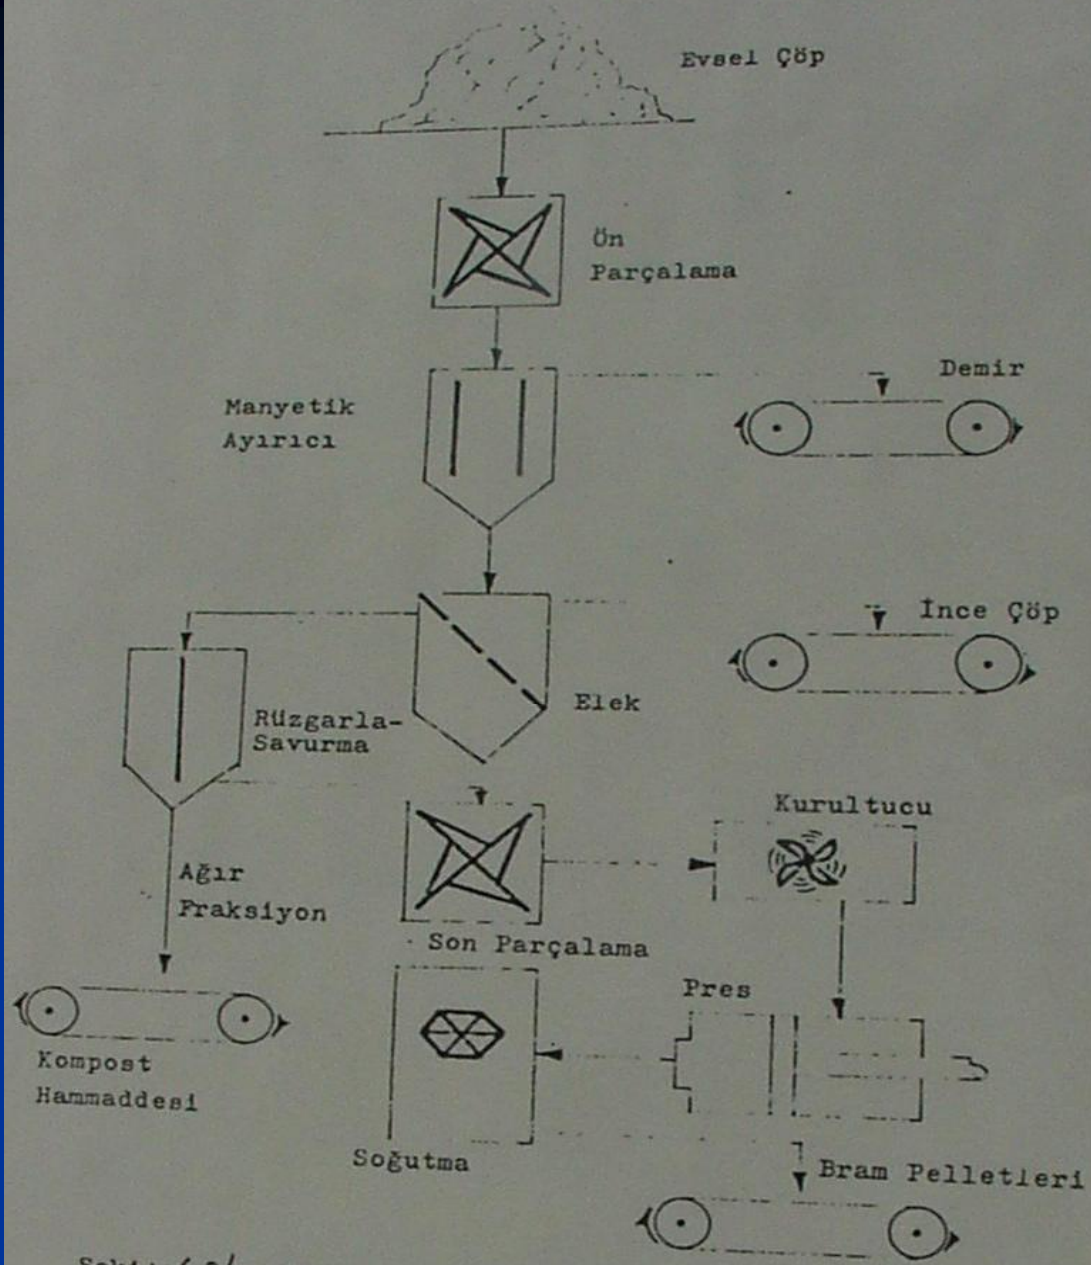 Evsel Çöp
Ön
Parçalama
Demir
Manyetik
Ayırıcı
İnce Çöp
Elek
Rüzgarla-
Savurma
Kurultucu
Ağır
Fraksiyon
Son Parçalama
Pres
Kompost
Hammaddesi
Soğutma
Bram Pelletleri